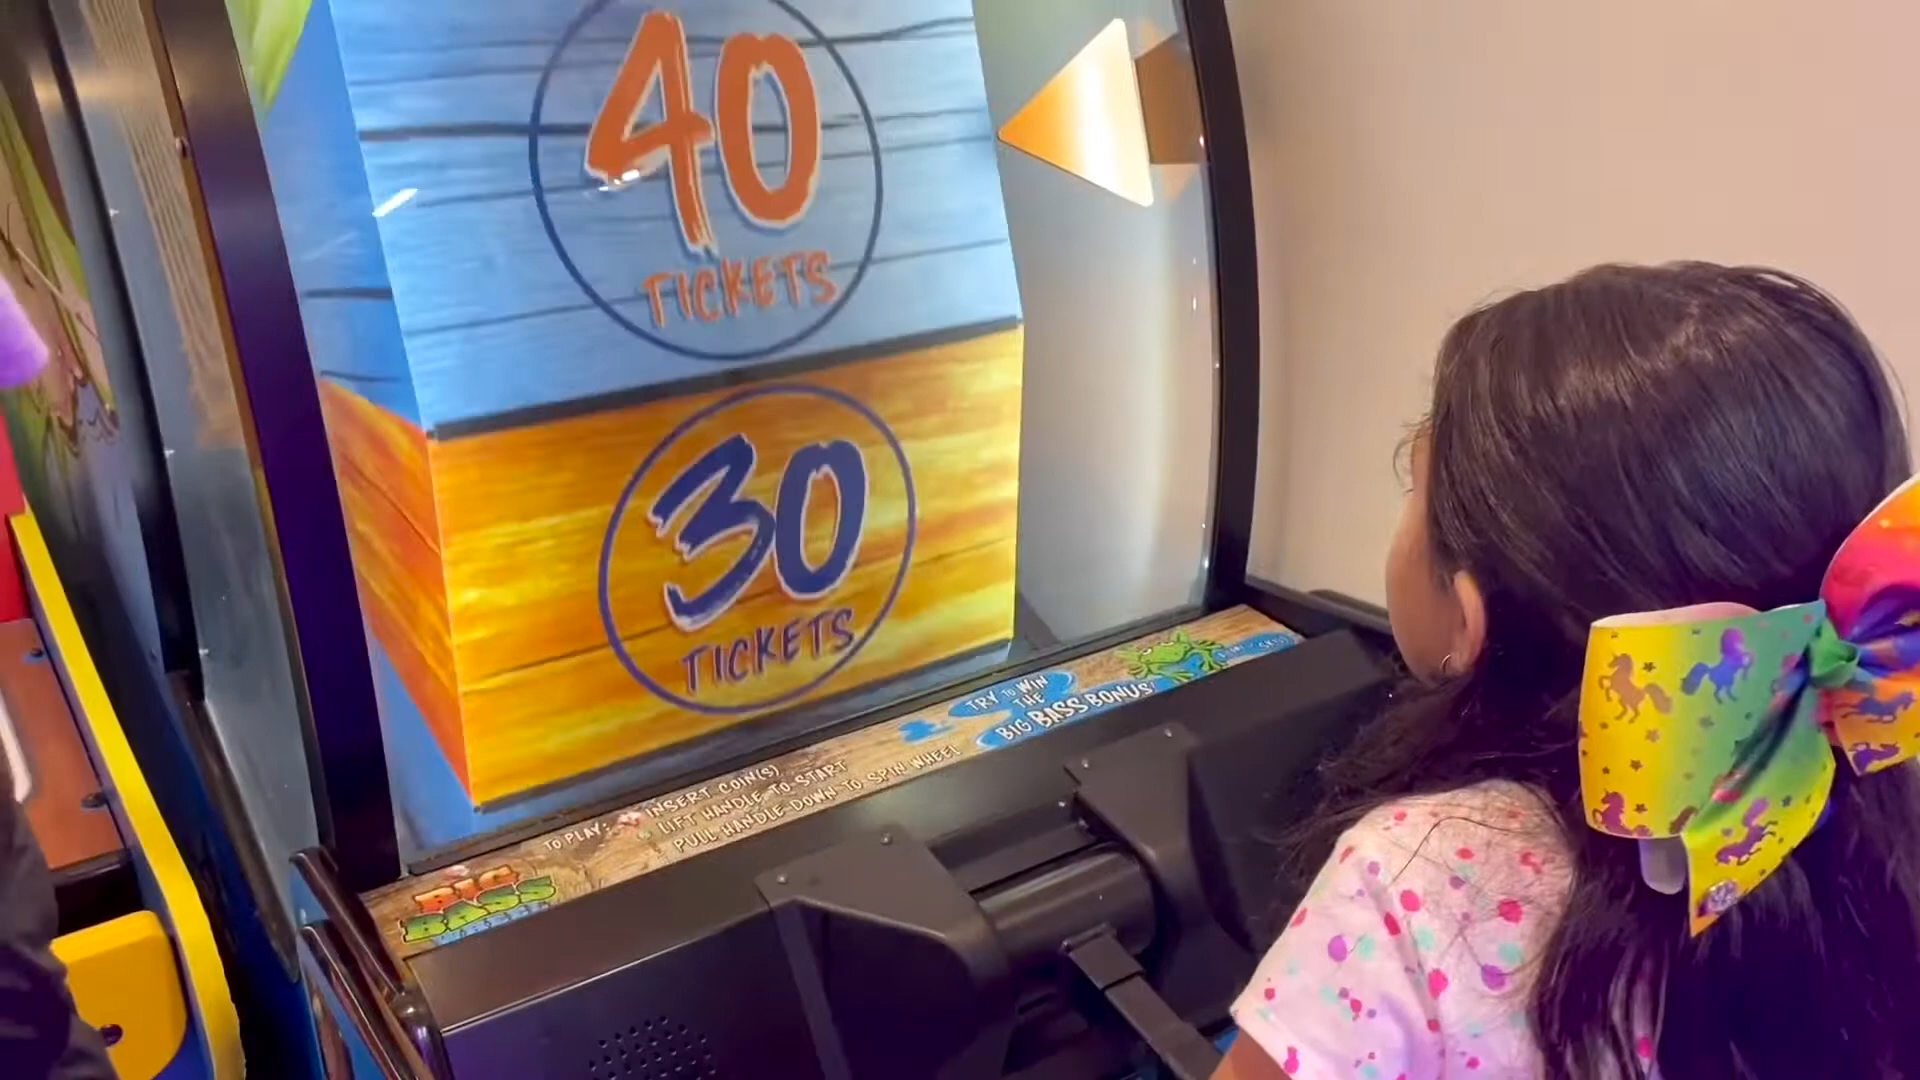 40
TICKETS
30
TICKETS
TRY TO WIN
THE
BIG BASS BONUS!
TO PLAY:
INSERT COIN(S)
LIFT HANDLE TO START
PULL HANDLE DOWN TO SPIN WHEEL
BIG
BASS
WHEEL